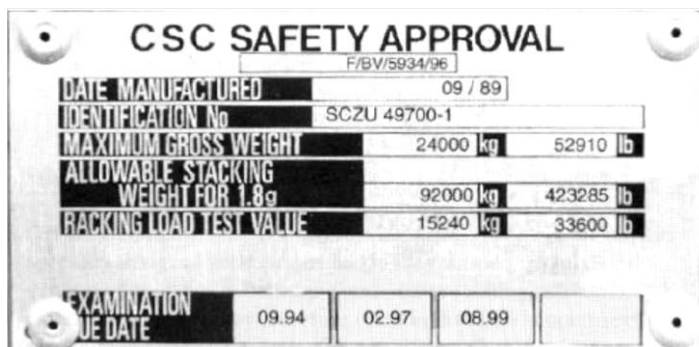 CSC SAFETY APPROVAL
F/BV/5934/96
DATE MANUFACTURED 09 / 89
IDENTIFICATION No SCZU 49700-1
MAXIMUM GROSS WEIGHT 24000 kg 52910 lb
ALLOWABLE STACKING
WEIGHT FOR 1.8g 92000 kg 423285 lb
RACKING LOAD TEST VALUE 15240 kg 33600 lb
EXAMINATION
DUE DATE 09.94 02.97 08.99